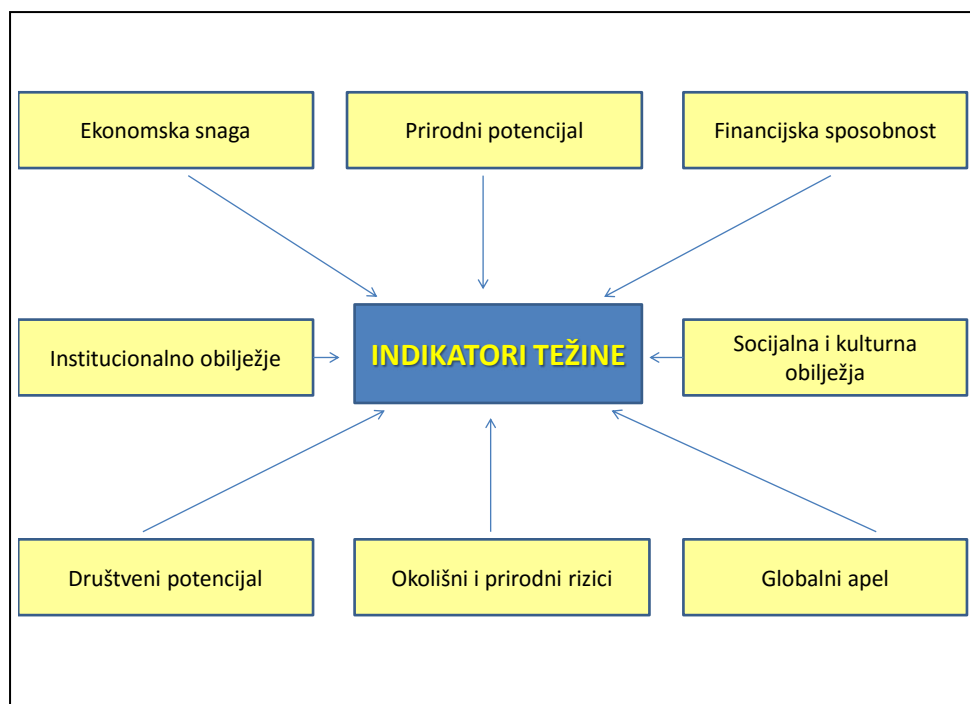 Ekonomska snaga
Prirodni potencijal
Financijska sposobnost
Institucionalno obilježje
INDIKATORI TEŽINE
Socijalna i kulturna
obilježja
Društveni potencijal
Okolišni i prirodni rizici
Globalni apel